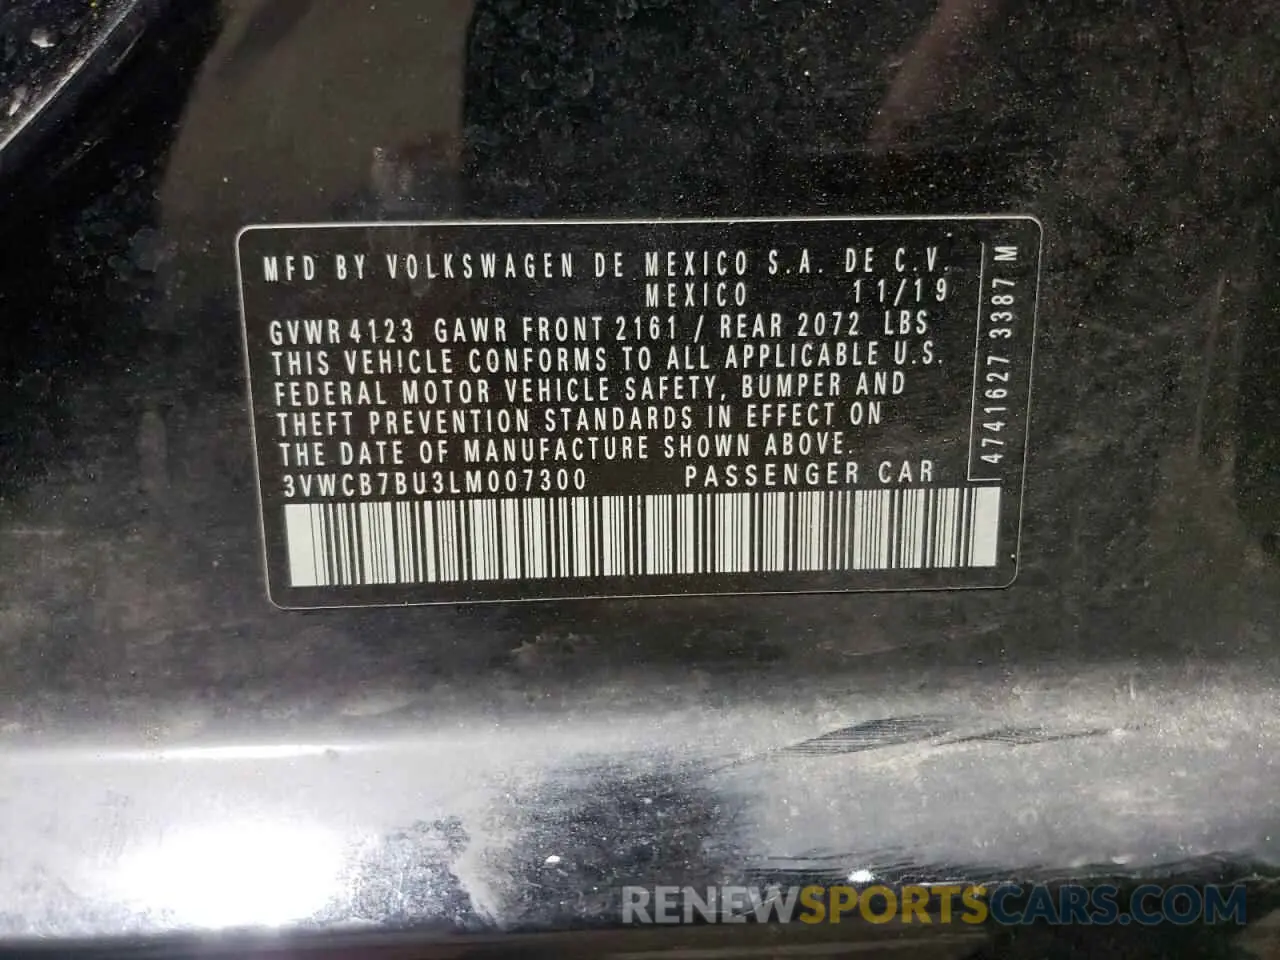 MFD BY VOLKSWAGEN DE MEXICO S.A. DE C.V.
MEXICO 11/19
GVWR 4123 GAWR FRONT 2161 / REAR 2072 LBS
THIS VEHICLE CONFORMS TO ALL APPLICABLE U.S.
FEDERAL MOTOR VEHICLE SAFETY, BUMPER AND
THEFT PREVENTION STANDARDS IN EFFECT ON
THE DATE OF MANUFACTURE SHOWN ABOVE.
3VWCB7BU3LM007300 PASSENGER CAR
4741627 3387 M
RENEWSPORTSCARS.COM